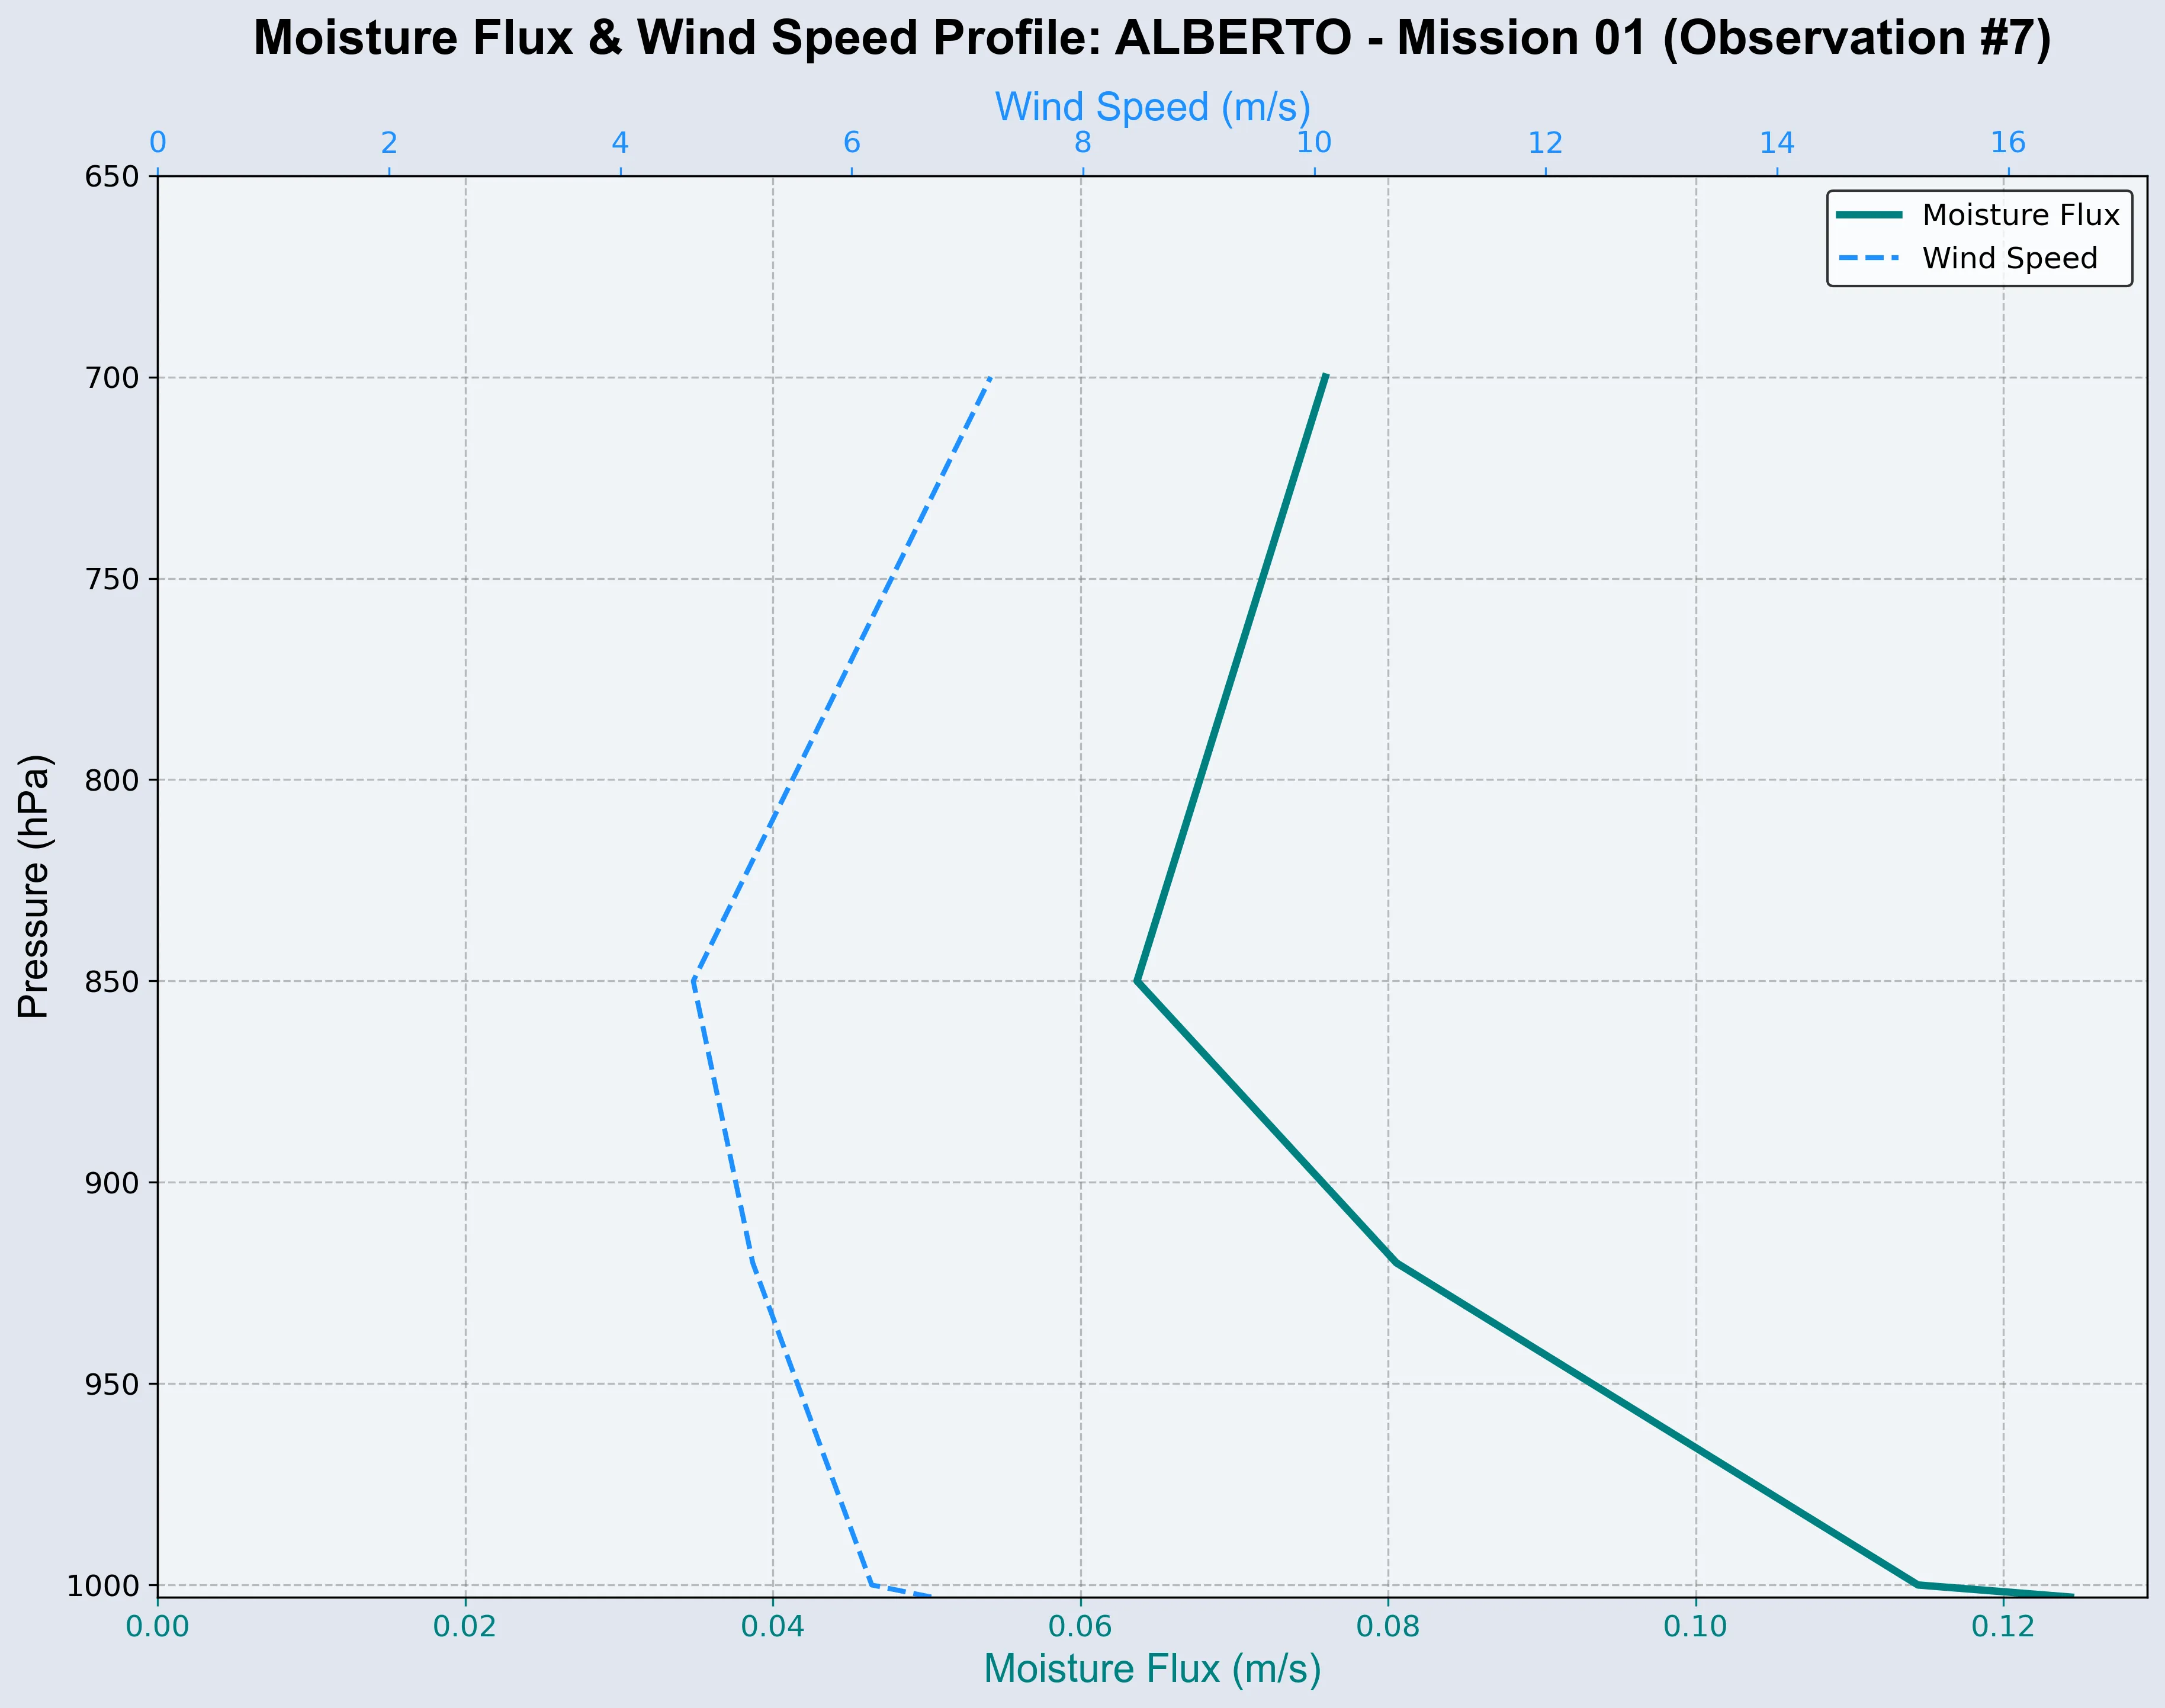 Moisture Flux & Wind Speed Profile: ALBERTO - Mission 01 (Observation #7)
Wind Speed (m/s)
0 2 4 6 8 10 12 14 16
Moisture Flux
Wind Speed
Pressure (hPa)
650
700
750
800
850
900
950
1000
0.00 0.02 0.04 0.06 0.08 0.10 0.12
Moisture Flux (m/s)